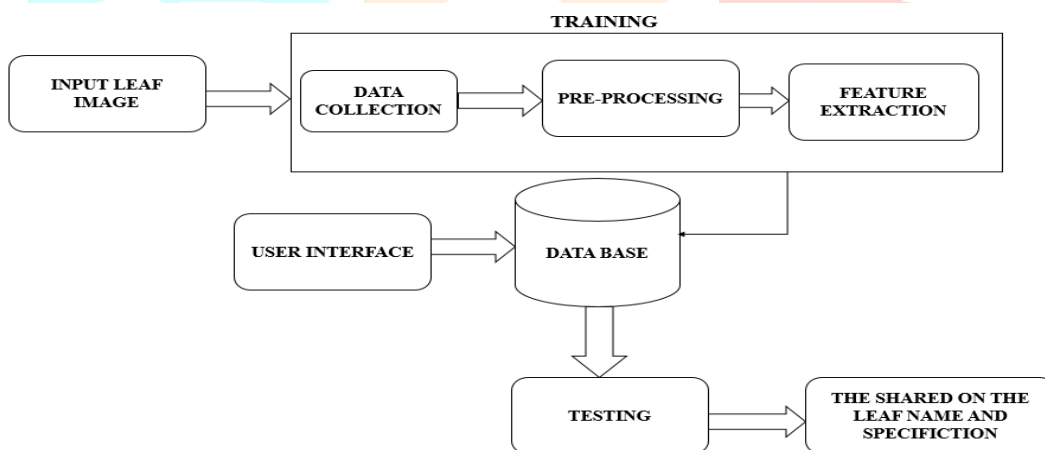 TRAINING
INPUT LEAF
IMAGE
DATA
COLLECTION
PRE-PROCESSING
FEATURE
EXTRACTION
USER INTERFACE
DATA BASE
TESTING
THE SHARED ON THE
LEAF NAME AND
SPECIFICTION